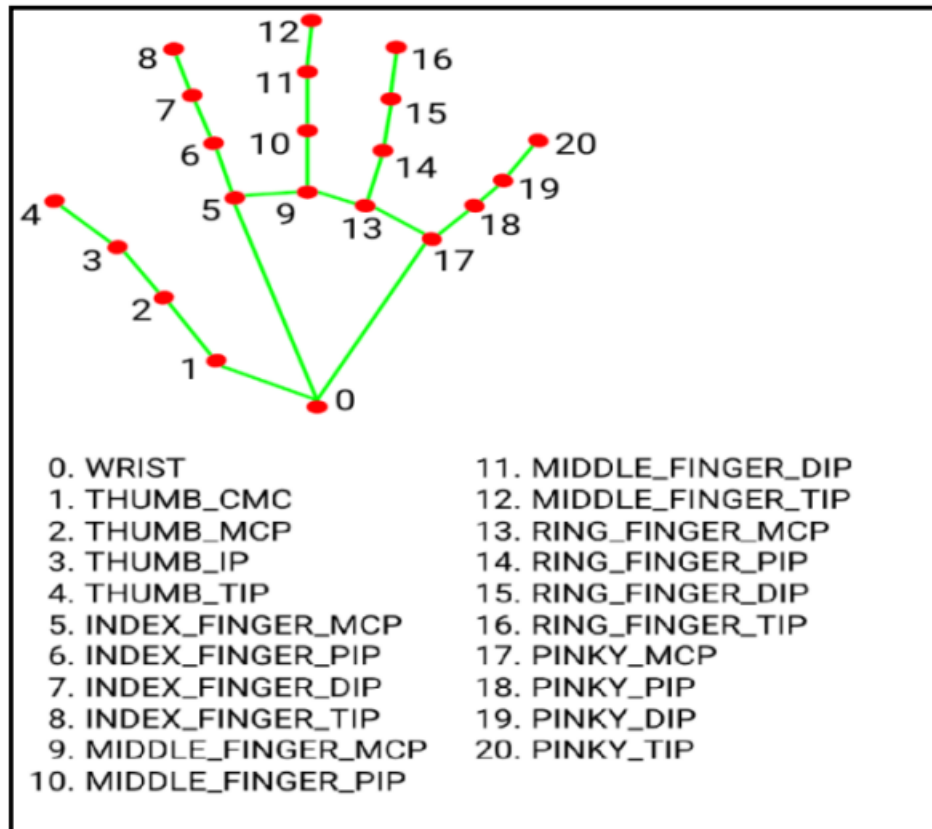 12
8
16
11
7
15
10
6
14
20
19
4
5
9
13
18
3
17
2
1
0
0. WRIST
1. THUMB_CMC
2. THUMB_MCP
3. THUMB_IP
4. THUMB_TIP
5. INDEX_FINGER_MCP
6. INDEX_FINGER_PIP
7. INDEX_FINGER_DIP
8. INDEX_FINGER_TIP
9. MIDDLE_FINGER_MCP
10. MIDDLE_FINGER_PIP
11. MIDDLE_FINGER_DIP
12. MIDDLE_FINGER_TIP
13. RING_FINGER_MCP
14. RING_FINGER_PIP
15. RING_FINGER_DIP
16. RING_FINGER_TIP
17. PINKY_MCP
18. PINKY_PIP
19. PINKY_DIP
20. PINKY_TIP